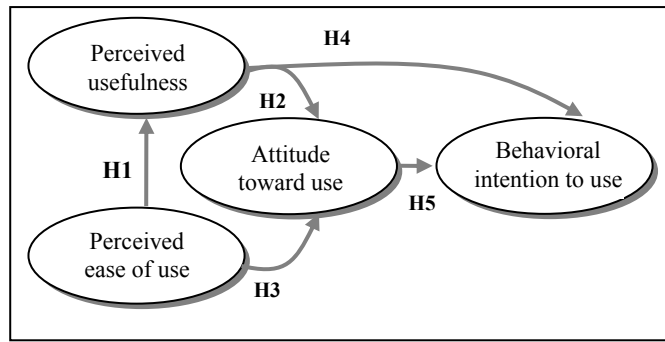 Perceived
usefulness
H4
H2
Attitude
toward use
Behavioral
intention to use
H1
H5
Perceived
ease of use
H3